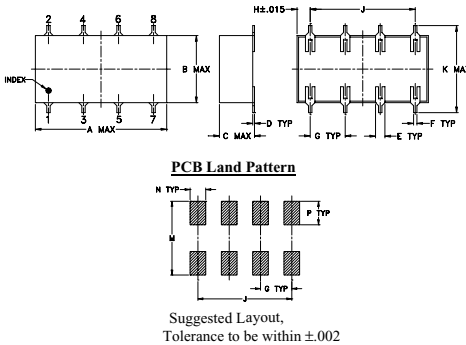 2 4 6 8
H±.015
J
B MAX
K MAX
INDEX
1 3 5 7
A MAX
C MAX
D TYP
G TYP
E TYP
F TYP
PCB Land Pattern
N TYP
P TYP
M
G TYP
J
Suggested Layout,
Tolerance to be within ±.002